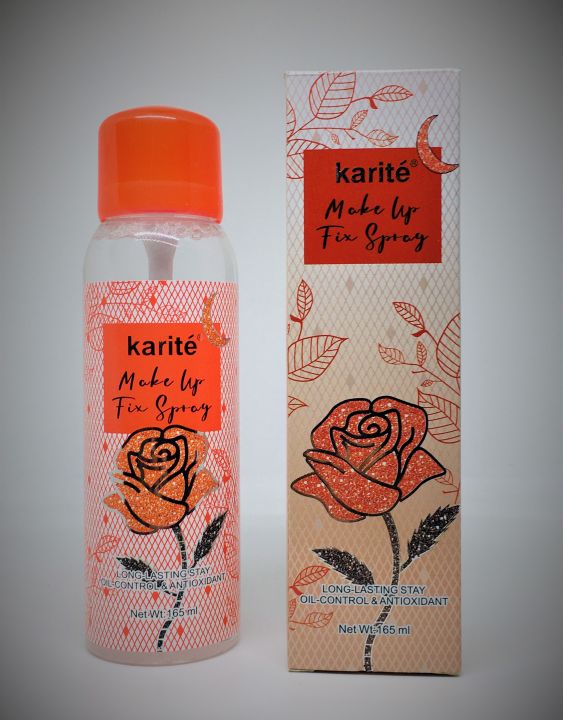 karité®
Make Up
Fix Spray
LONG-LASTING STAY
OIL-CONTROL & ANTIOXIDANT
Net Wt:165 ml
karité®
Make Up
Fix Spray
LONG-LASTING STAY
OIL-CONTROL & ANTIOXIDANT
Net Wt:165 ml